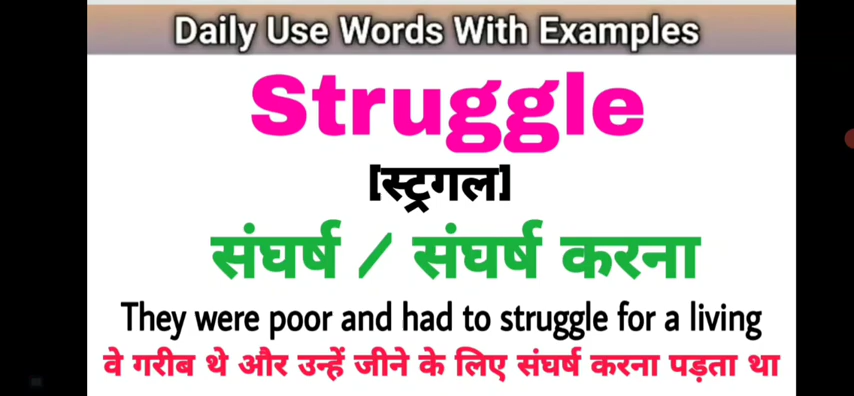 Daily Use Words With Examples
Struggle
[स्ट्रगल]
संघर्ष / संघर्ष करना
They were poor and had to struggle for a living
वे गरीब थे और उन्हें जीने के लिए संघर्ष करना पड़ता था